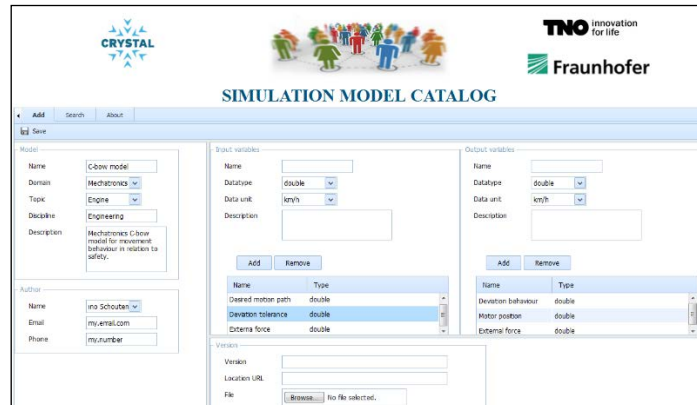 CRYSTAL
TNO innovation
for life
Fraunhofer
SIMULATION MODEL CATALOG
Add Search About
Save
Model
Name C-bow model
Domain Mechatronics
Topic Engine
Discipline Engineering
Description Mechatronics C-bow
model for movement
behaviour in relation to
safety.
Author
Name ino Schouten
Email my.email.com
Phone my.number
Input variables
Name
Datatype double
Data unit km/h
Description
Add Remove
Name Type
Desired motion path double
Deviation tolerance double
Externa force double
Output variables
Name
Datatype double
Data unit km/h
Description
Add Remove
Name Type
Deviation behaviour double
Motor position double
External force double
Version
Version
Location URL
File Browse... No file selected.